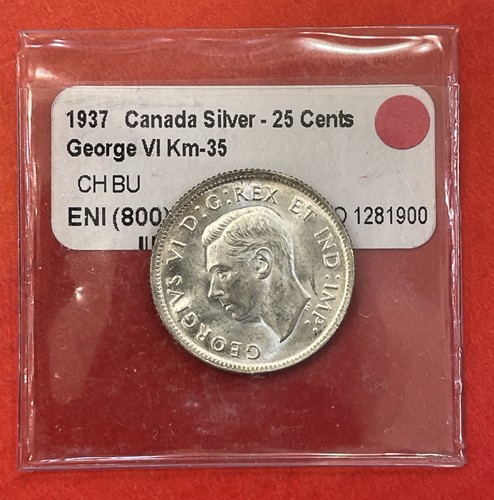 1937 Canada Silver - 25 Cents
George VI Km-35
CH BU
ENI (800) 1281900
GEORGIVS VI D:G:REX ET IND:IMP: